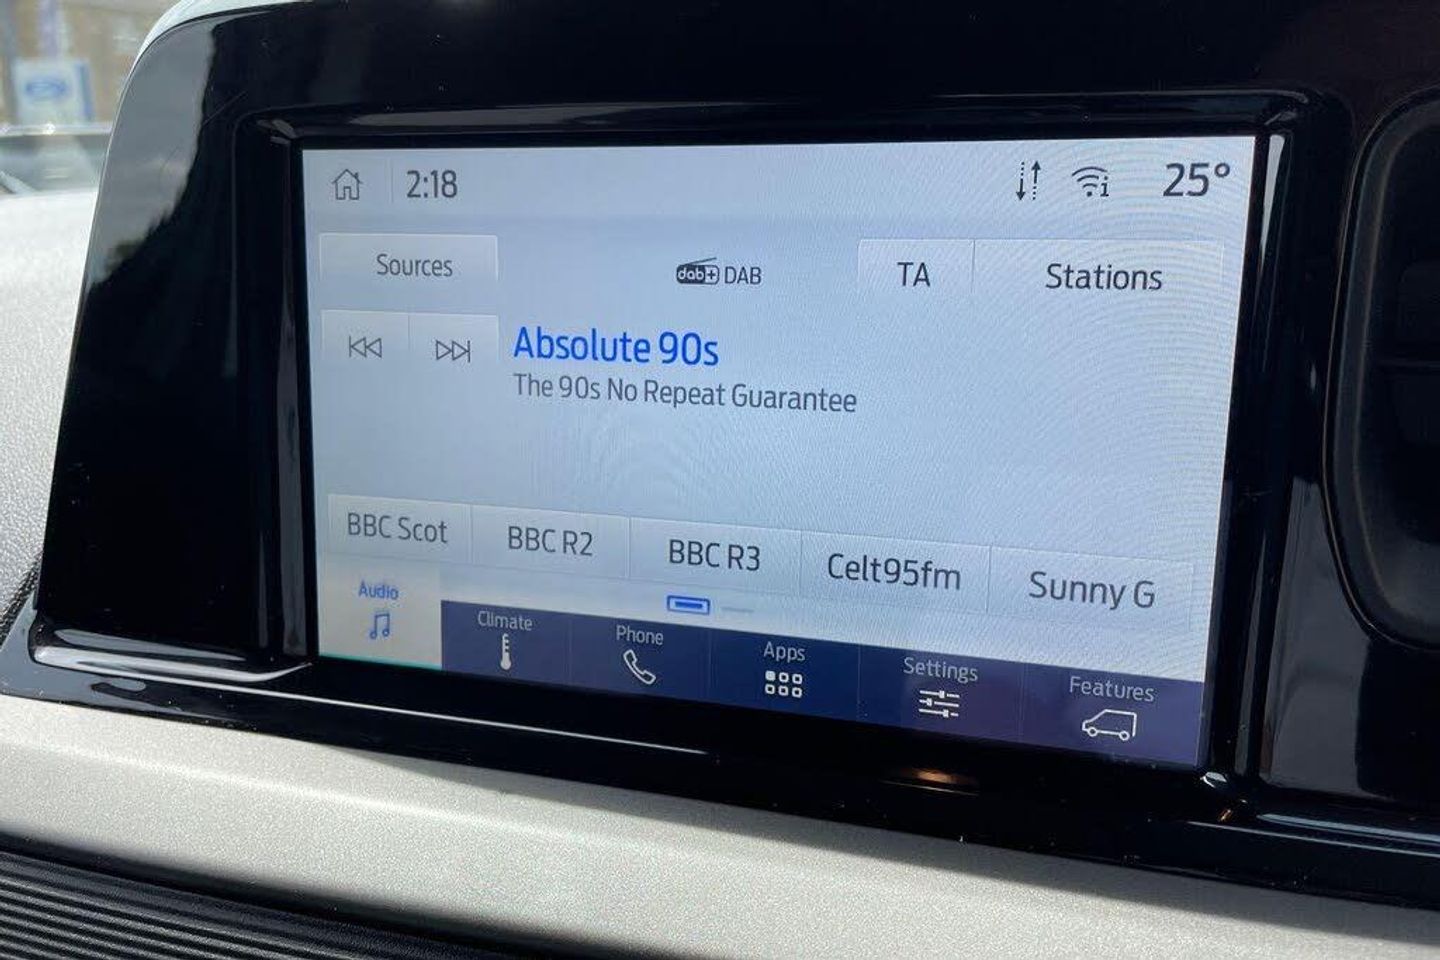 2:18
25°
Sources
dab+ DAB
TA
Stations
Absolute 90s
The 90s No Repeat Guarantee
BBC Scot
BBC R2
BBC R3
Celt95fm
Sunny G
Audio
Climate
Phone
Apps
Settings
Features